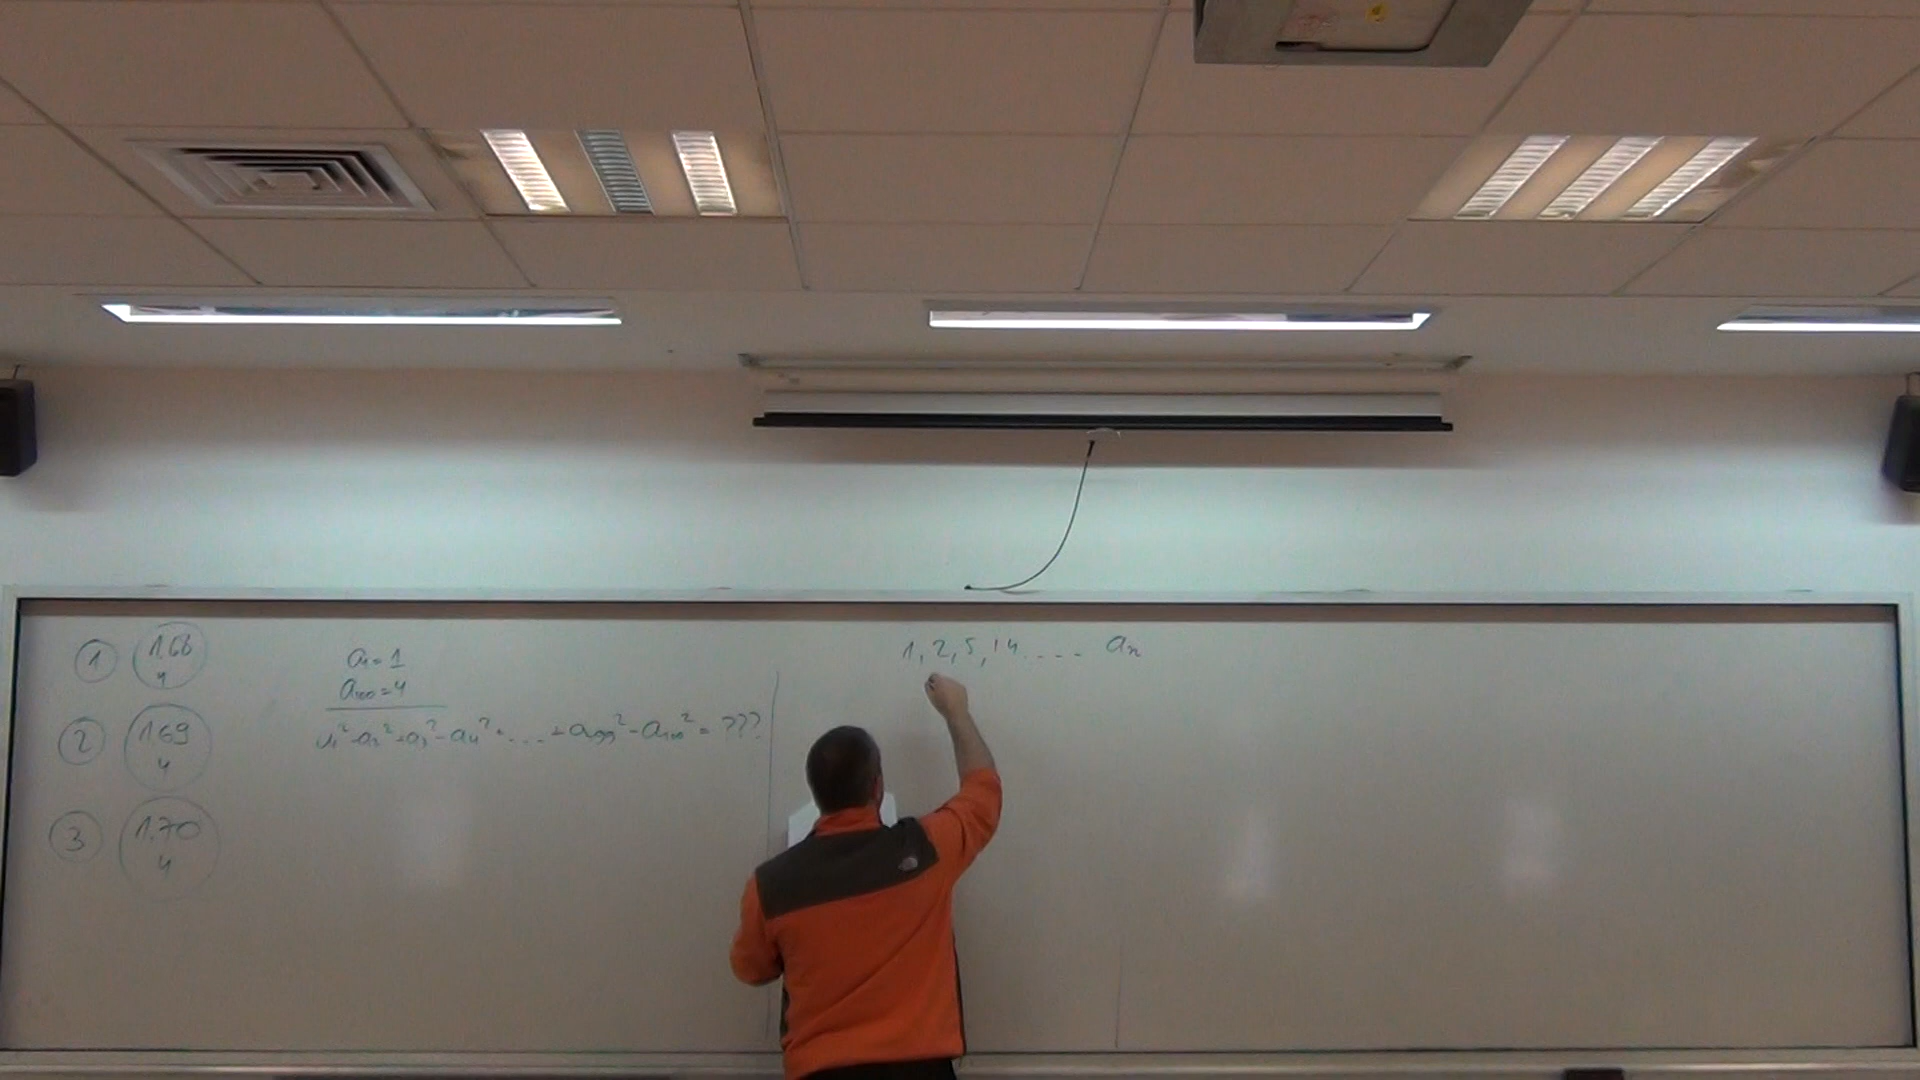 1
1.68
4
2
1.69
4
3
1.70
4
a₁ = 1
a₁₀₀ = 4
a₁² - a₂² + a₃² - a₄² + ... + a₉₉² - a₁₀₀² = ???
1, 2, 5, 14 .... aₙ